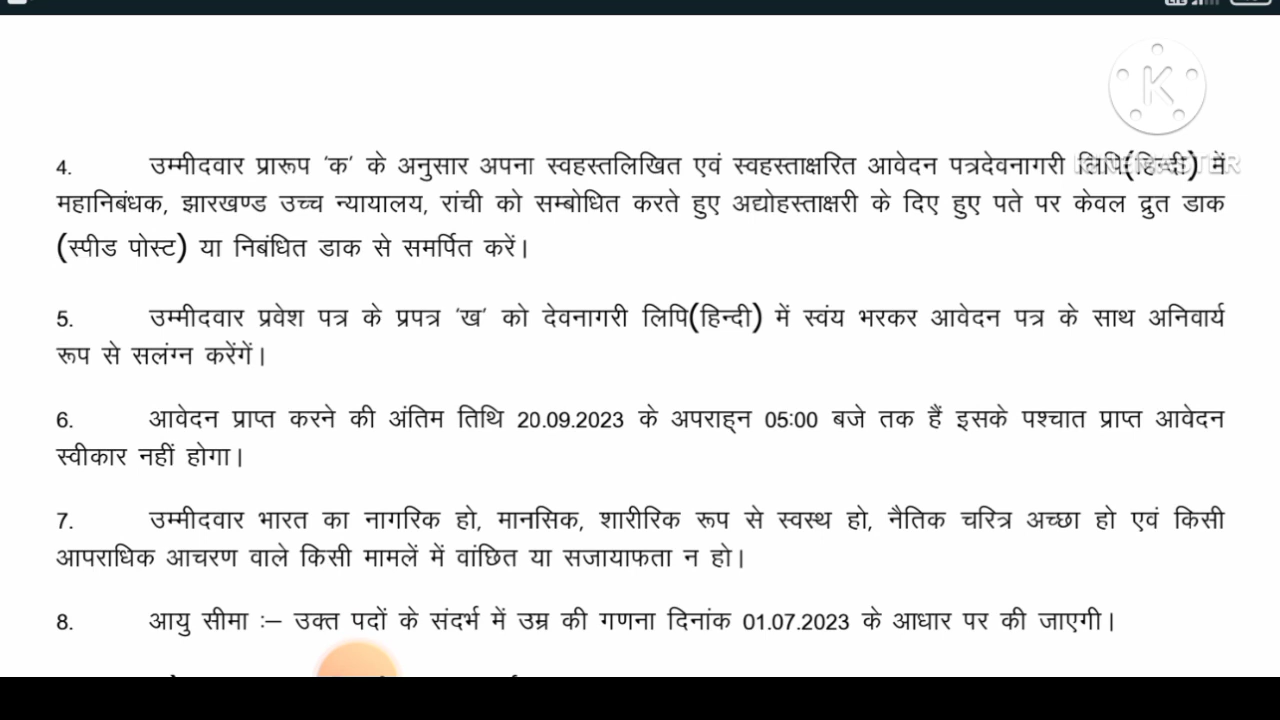 4. उम्मीदवार प्रारूप 'क' के अनुसार अपना स्वहस्तलिखित एवं स्वहस्ताक्षरित आवेदन पत्रदेवनागरी लिपि(हिन्दी) में
महानिबंधक, झारखण्ड उच्च न्यायालय, रांची को सम्बोधित करते हुए अद्योहस्ताक्षरी के दिए हुए पते पर केवल द्रुत डाक
(स्पीड पोस्ट) या निबंधित डाक से समर्पित करें।
5. उम्मीदवार प्रवेश पत्र के प्रपत्र 'ख' को देवनागरी लिपि(हिन्दी) में स्वंय भरकर आवेदन पत्र के साथ अनिवार्य
रूप से सलंग्न करेंगें।
6. आवेदन प्राप्त करने की अंतिम तिथि 20.09.2023 के अपराह्न 05:00 बजे तक हैं इसके पश्चात प्राप्त आवेदन
स्वीकार नहीं होगा।
7. उम्मीदवार भारत का नागरिक हो, मानसिक, शारीरिक रूप से स्वस्थ हो, नैतिक चरित्र अच्छा हो एवं किसी
आपराधिक आचरण वाले किसी मामलें में वांछित या सजायाफता न हो।
8. आयु सीमा :– उक्त पदों के संदर्भ में उम्र की गणना दिनांक 01.07.2023 के आधार पर की जाएगी।
K
KINEMASTER